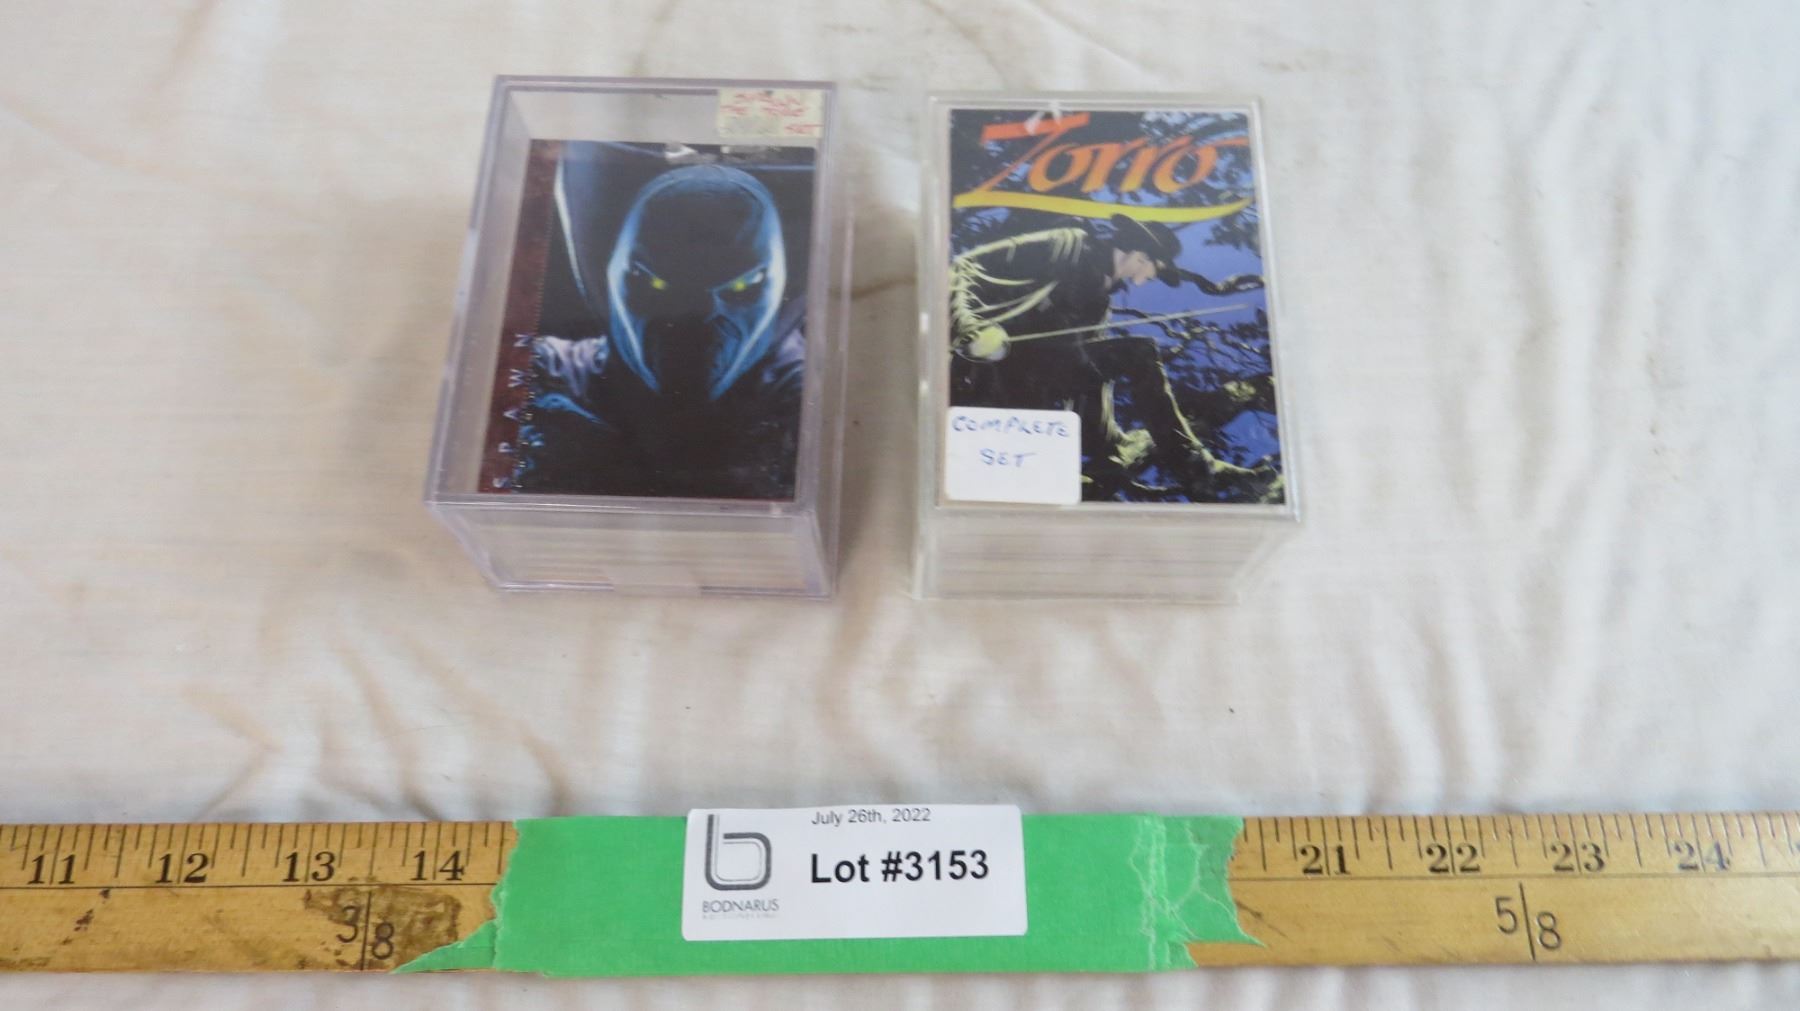 SPAWN
Zorro
COMPLETE
SET
July 26th, 2022
Lot #3153
BODNARUS
11 12 13 14 21 22 23 24
3 8 5 8